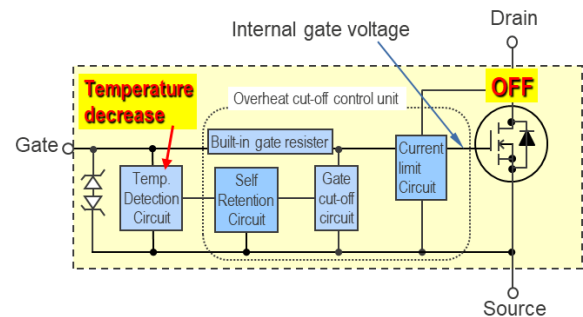 Drain
Internal gate voltage
Temperature
decrease
OFF
Overheat cut-off control unit
Gate
Built-in gate resister
Temp.
Detection
Circuit
Self
Retention
Circuit
Gate
cut-off
circuit
Current
limit
Circuit
Source